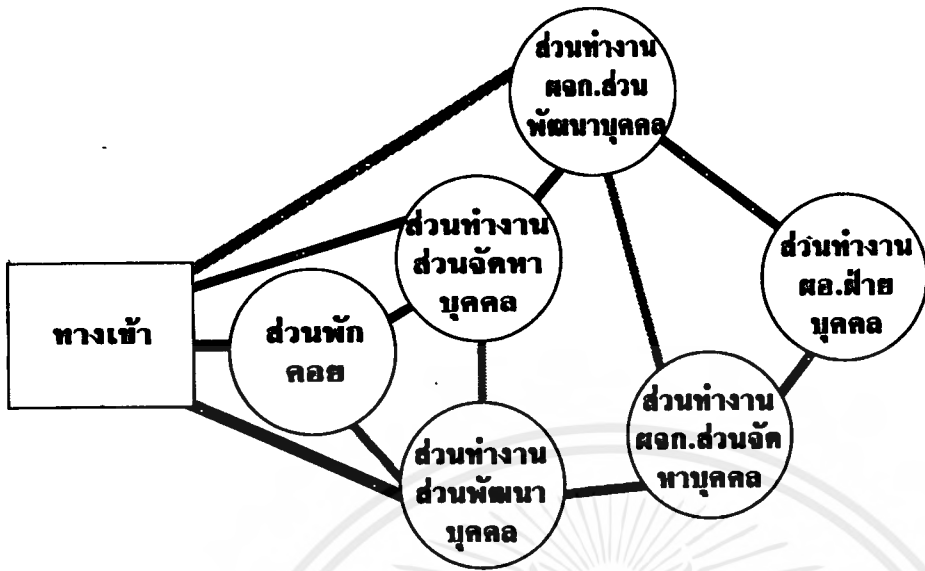 ส่วนทำงาน
ผจก.ส่วน
พัฒนาบุคคล
ส่วนทำงาน
ส่วนจัดหา
บุคคล
ส่วนทำงาน
ผอ.ฝ่าย
บุคคล
ทางเข้า
ส่วนพัก
คอย
ส่วนทำงาน
ผจก.ส่วนจัด
หาบุคคล
ส่วนทำงาน
ส่วนพัฒนา
บุคคล